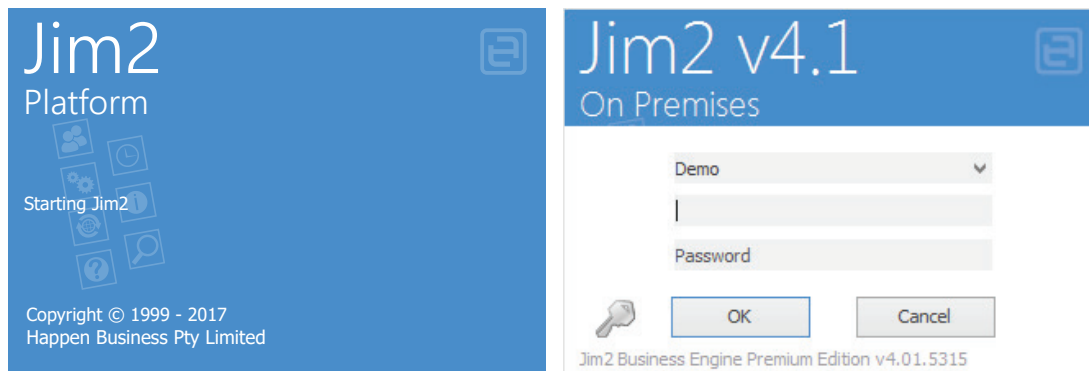 Jim2
Platform
Starting Jim2
Copyright © 1999 - 2017
Happen Business Pty Limited
Jim2 v4.1
On Premises
Demo
Password
OK
Cancel
Jim2 Business Engine Premium Edition v4.01.5315